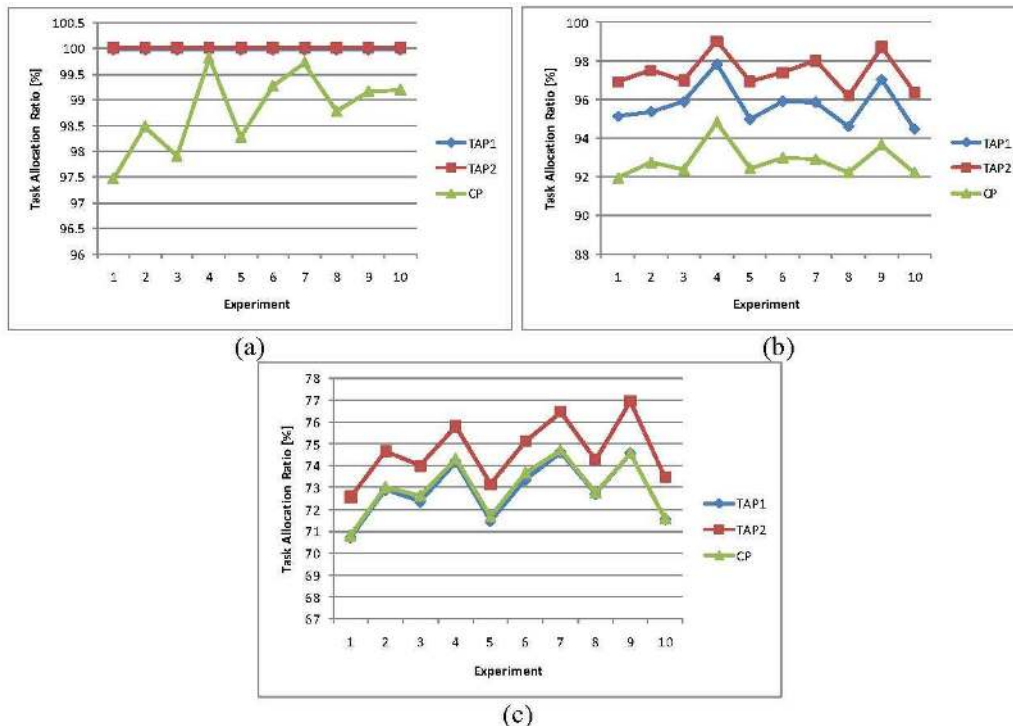 100.5
100
99.5
99
98.5
98
97.5
97
96.5
96
Task Allocation Ratio [%]
1 2 3 4 5 6 7 8 9 10
Experiment
TAP1
TAP2
CP
(a)
100
98
96
94
92
90
88
Task Allocation Ratio [%]
1 2 3 4 5 6 7 8 9 10
Experiment
TAP1
TAP2
CP
(b)
78
77
76
75
74
73
72
71
70
69
68
67
Task Allocation Ratio [%]
1 2 3 4 5 6 7 8 9 10
Experiment
TAP1
TAP2
CP
(c)